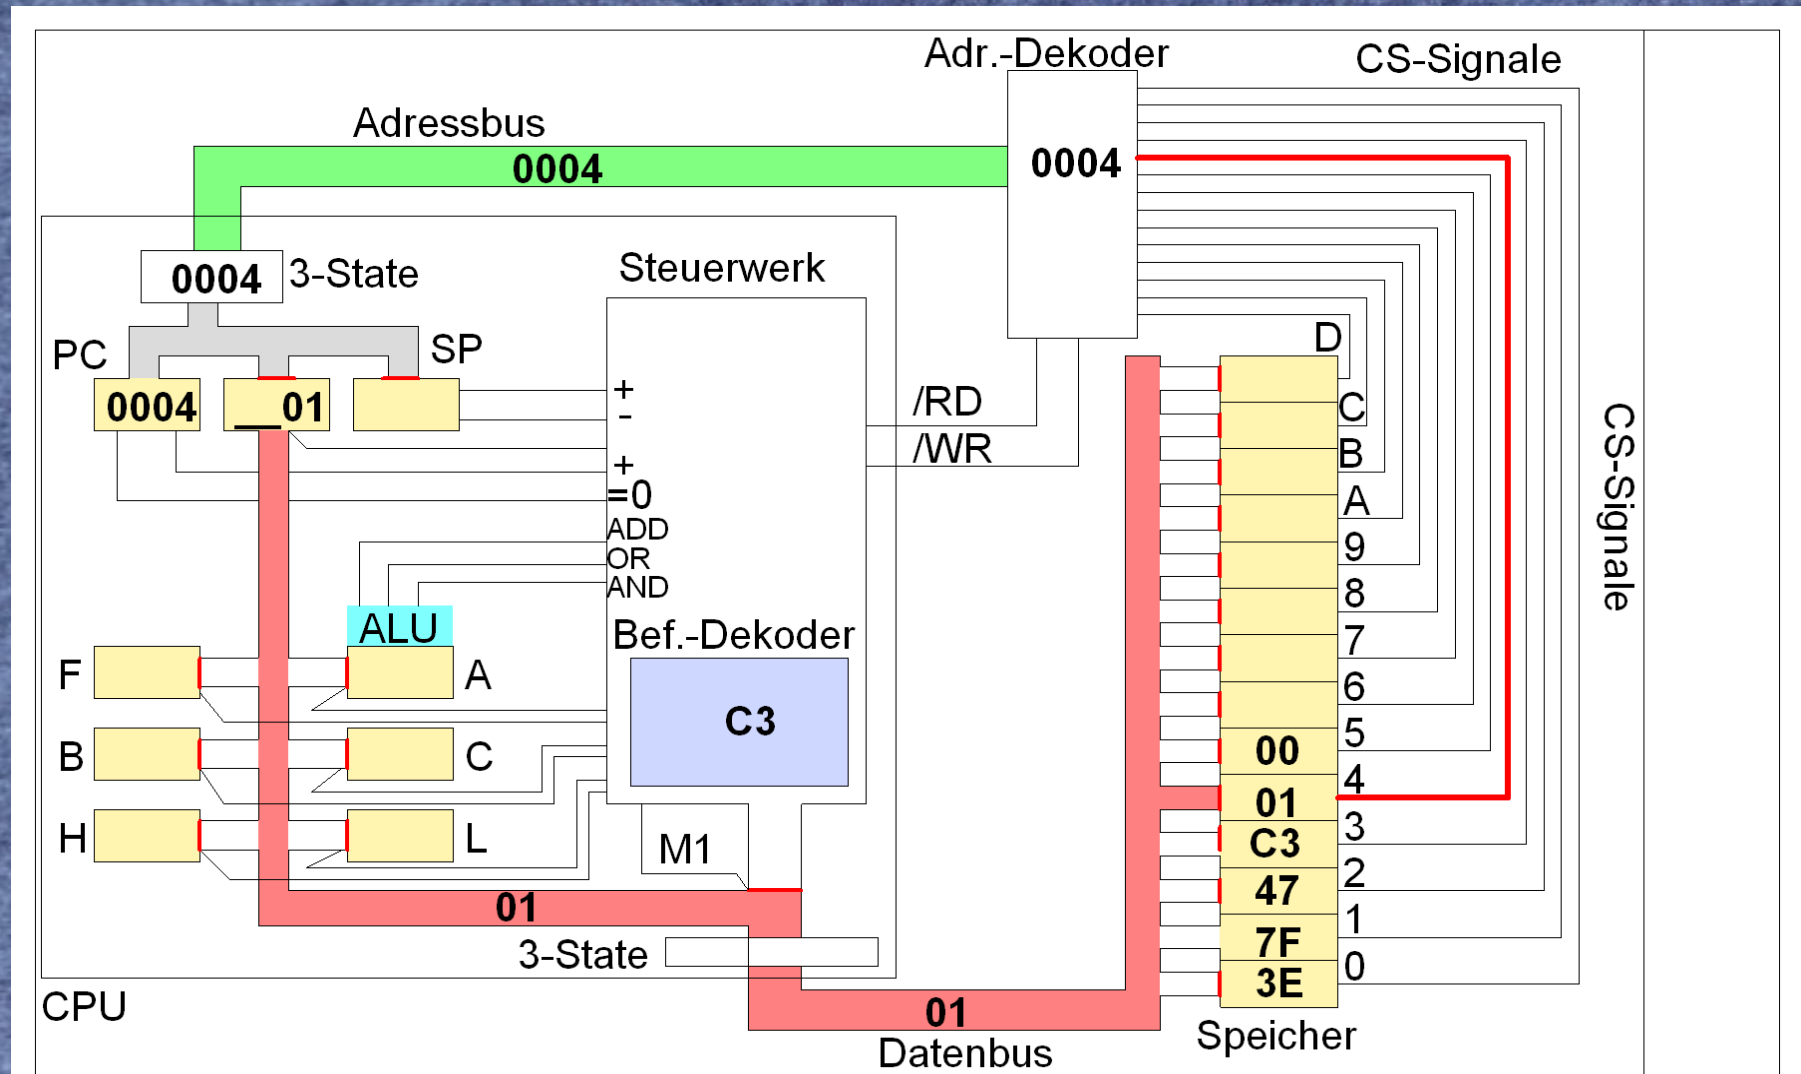 Adr.-Dekoder
CS-Signale
Adressbus
0004
0004
0004
3-State
Steuerwerk
PC
SP
0004
__01
+
-
+
=0
ADD
OR
AND
/RD
/WR
ALU
Bef.-Dekoder
C3
F
A
B
C
H
L
M1
01
3-State
CPU
01
Datenbus
D
C
B
A
9
8
7
6
5
00
4
01
3
C3
2
47
1
7F
0
3E
Speicher
CS-Signale